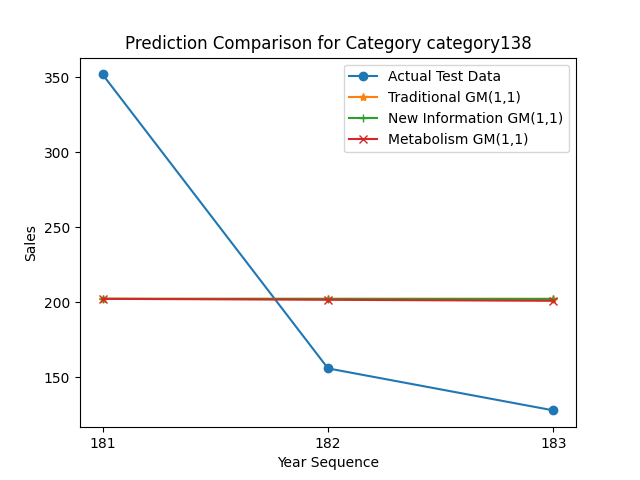 Prediction Comparison for Category category138
350
300
250
200
150
Sales
Actual Test Data
Traditional GM(1,1)
New Information GM(1,1)
Metabolism GM(1,1)
181
182
183
Year Sequence